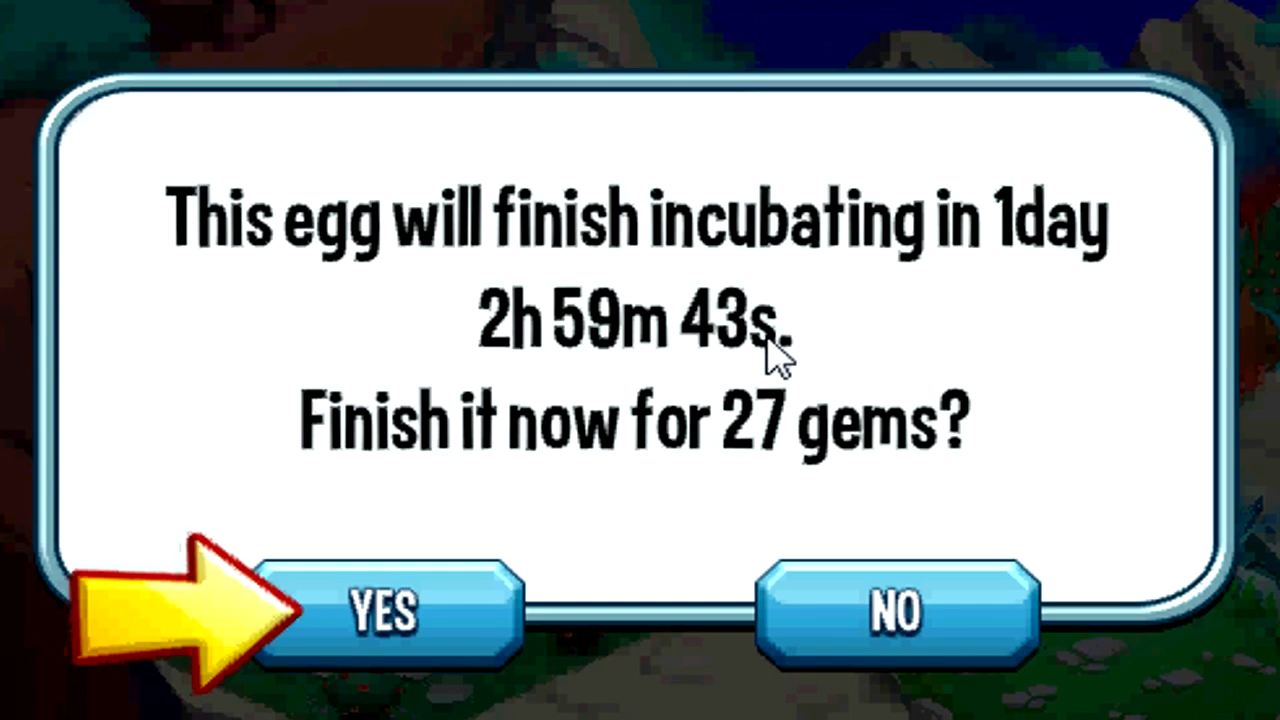 This egg will finish incubating in 1day
2h 59m 43s.
Finish it now for 27 gems?
YES
NO